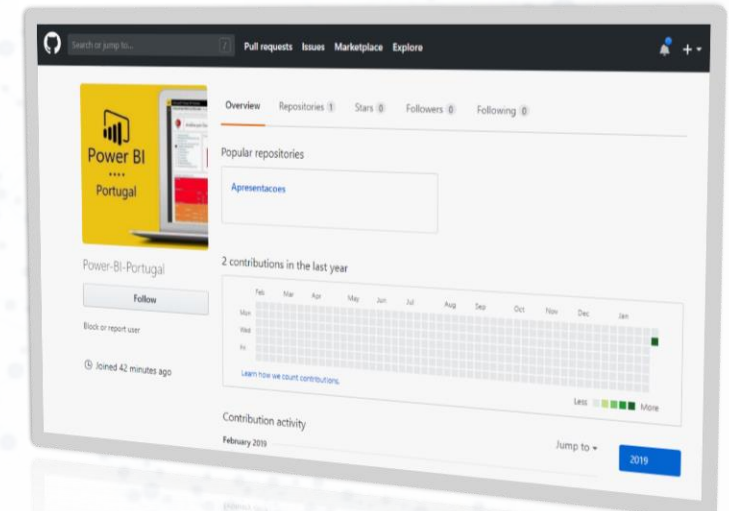 Search or jump to... /
Pull requests Issues Marketplace Explore
Power BI
Portugal
Power-BI-Portugal
Follow
Block or report user
Joined 42 minutes ago
Overview Repositories 1 Stars 0 Followers 0 Following 0
Popular repositories
Apresentacoes
2 contributions in the last year
Feb Mar Apr May Jun Jul Aug Sep Oct Nov Dec Jan
Mon
Wed
Fri
Learn how we count contributions.
Less More
Contribution activity
Jump to
2019
February 2019